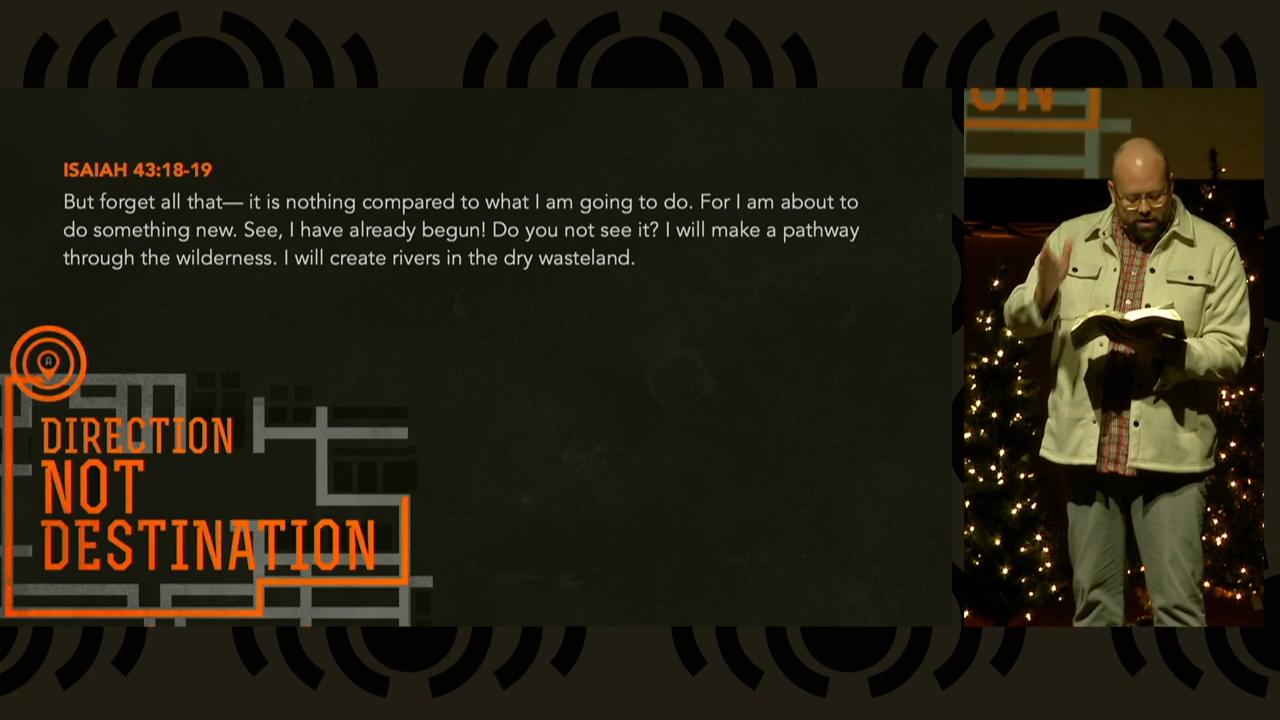 ISAIAH 43:18-19
But forget all that— it is nothing compared to what I am going to do. For I am about to
do something new. See, I have already begun! Do you not see it? I will make a pathway
through the wilderness. I will create rivers in the dry wasteland.
A
DIRECTION
NOT
DESTINATION
ON